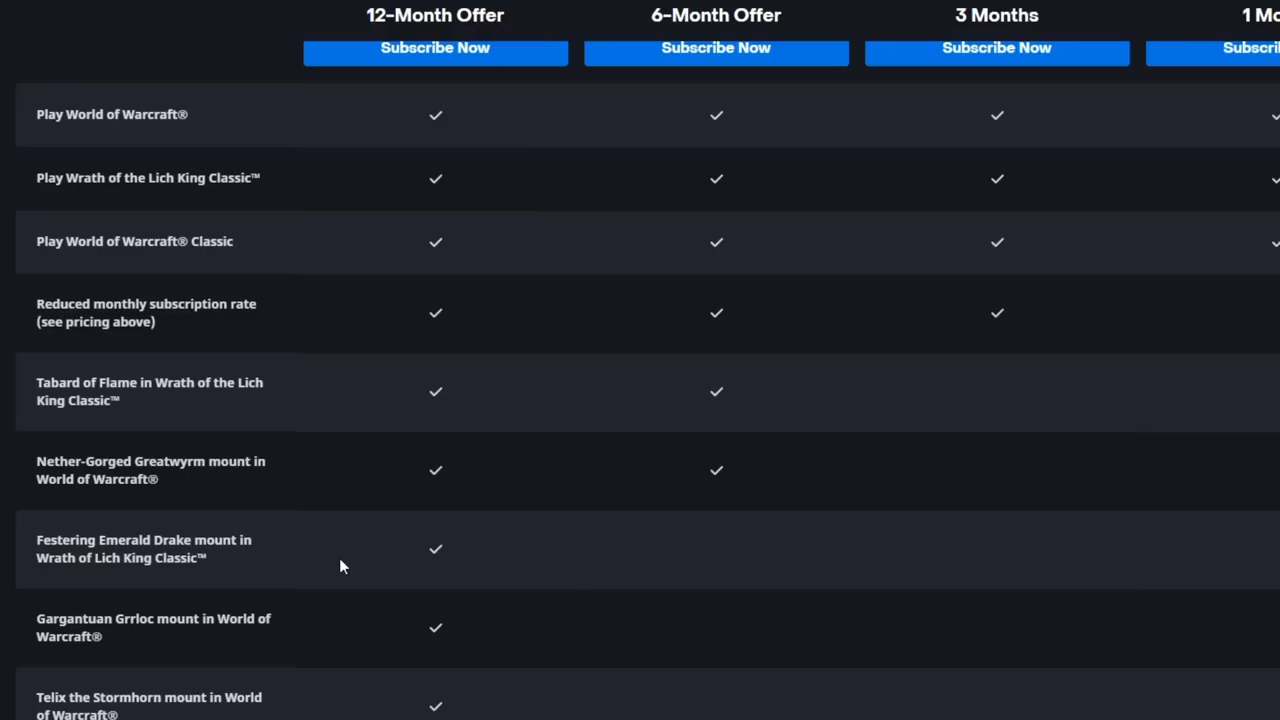 12-Month Offer
6-Month Offer
3 Months
1 Mo
Subscribe Now
Subscribe Now
Subscribe Now
Subscri
Play World of Warcraft®
Play Wrath of the Lich King Classic™
Play World of Warcraft® Classic
Reduced monthly subscription rate
(see pricing above)
Tabard of Flame in Wrath of the Lich
King Classic™
Nether-Gorged Greatwyrm mount in
World of Warcraft®
Festering Emerald Drake mount in
Wrath of Lich King Classic™
Gargantuan Grrloc mount in World of
Warcraft®
Telix the Stormhorn mount in World
of Warcraft®